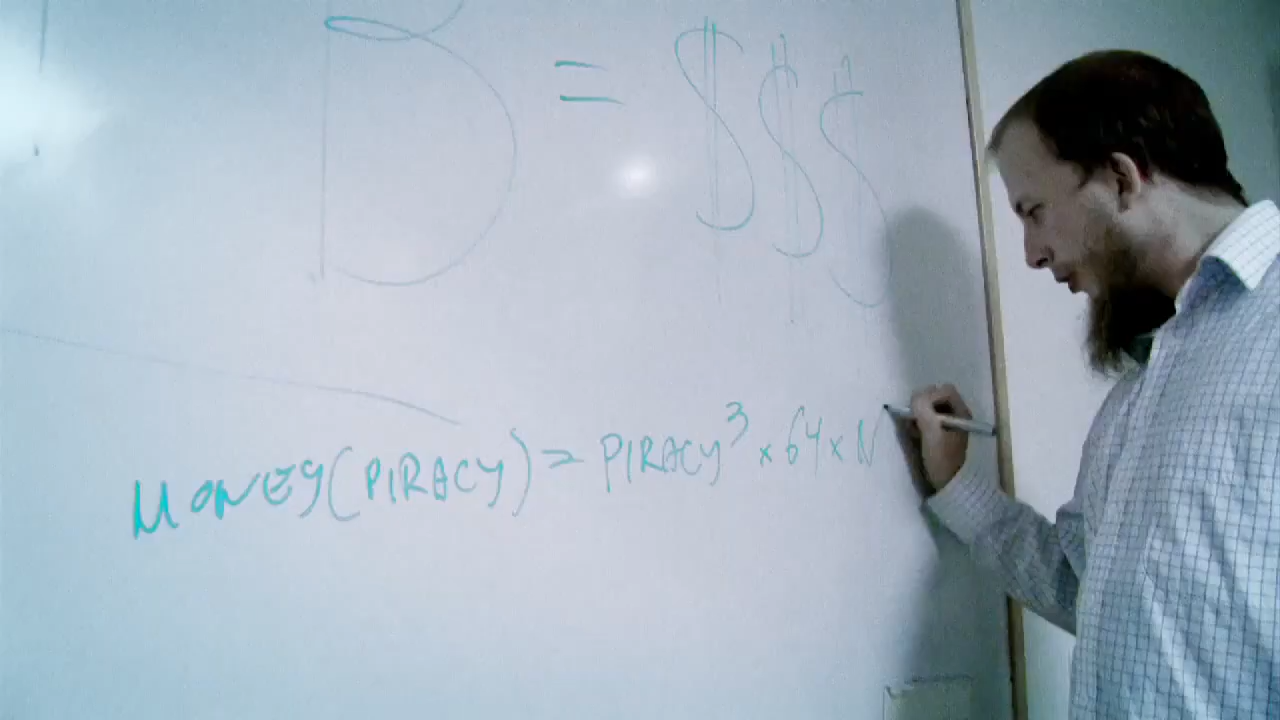 B = $$$
MONEY(PIRACY) = PIRACY³ × 64 × N